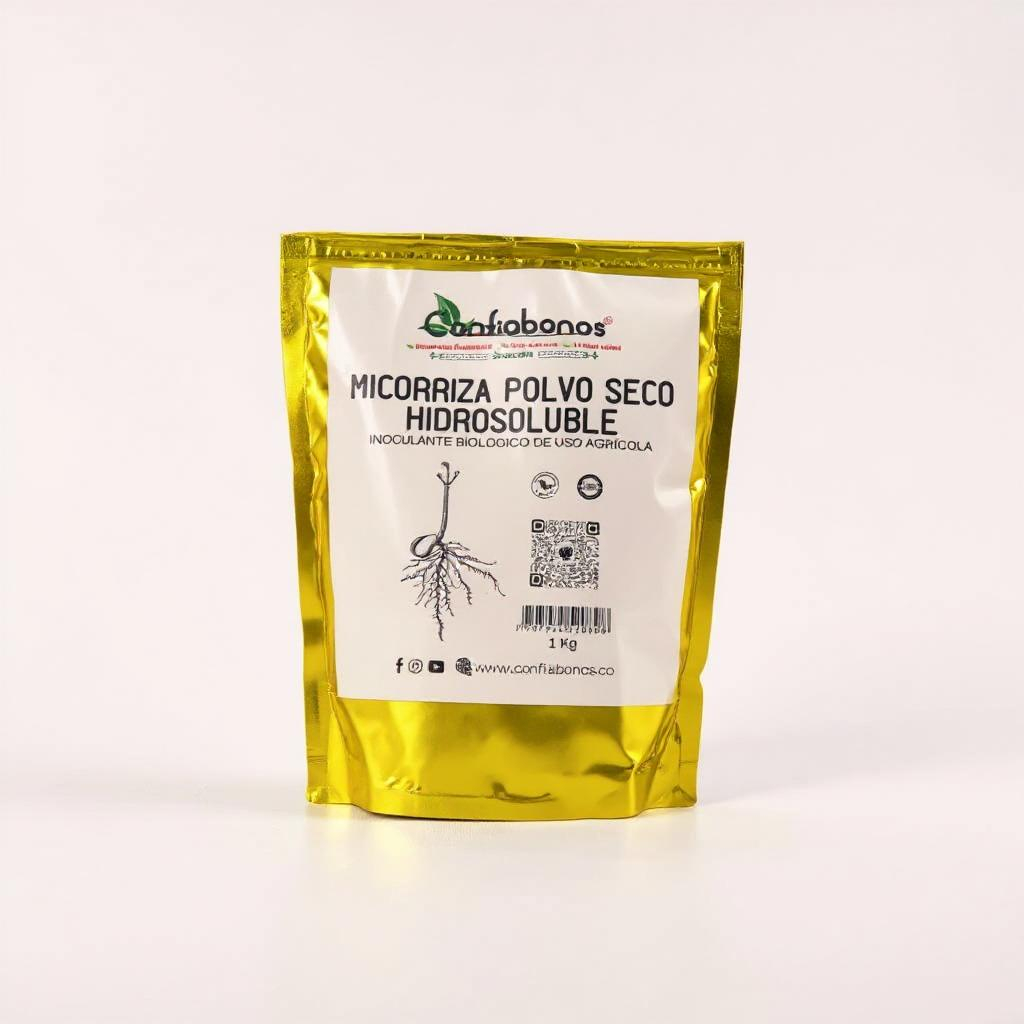 Confiabonos®
MICORRIZA POLVO SECO
HIDROSOLUBLE
INOCULANTE BIOLOGICO DE USO AGRÍCOLA
1 Kg
www.confiabonos.co